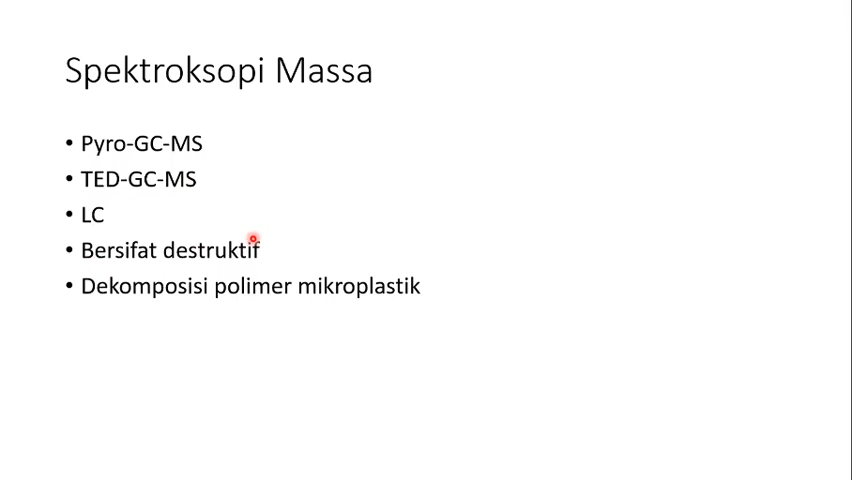 Spektroksopi Massa
• Pyro-GC-MS
• TED-GC-MS
• LC
• Bersifat destruktif
• Dekomposisi polimer mikroplastik